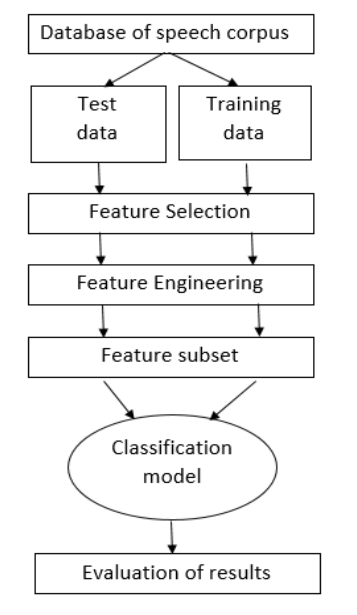 Database of speech corpus
Test
data
Training
data
Feature Selection
Feature Engineering
Feature subset
Classification
model
Evaluation of results